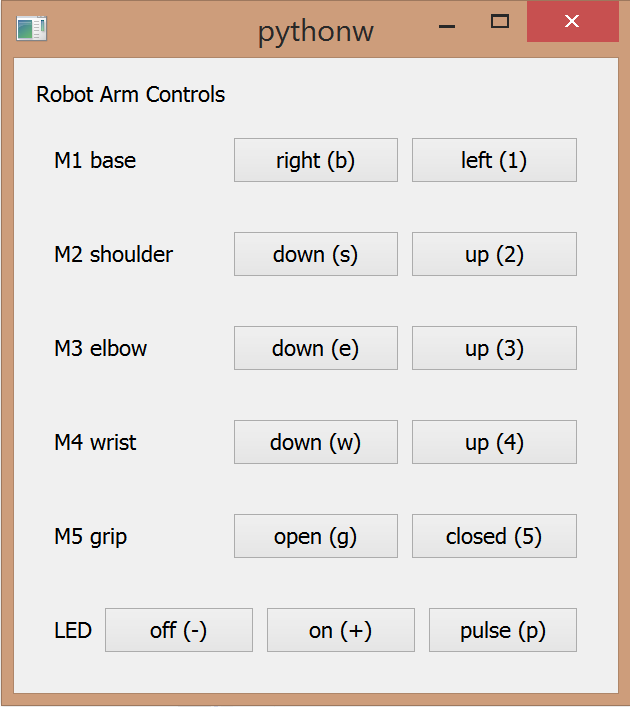 pythonw
Robot Arm Controls
M1 base right (b) left (1)
M2 shoulder down (s) up (2)
M3 elbow down (e) up (3)
M4 wrist down (w) up (4)
M5 grip open (g) closed (5)
LED off (-) on (+) pulse (p)